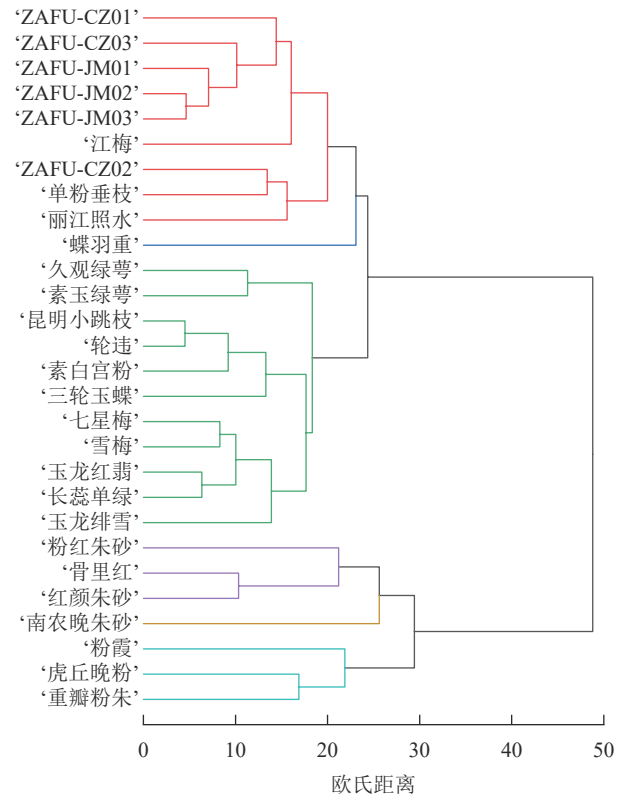 ‘ZAFU-CZ01’
‘ZAFU-CZ03’
‘ZAFU-JM01’
‘ZAFU-JM02’
‘ZAFU-JM03’
‘江梅’
‘ZAFU-CZ02’
‘单粉垂枝’
‘丽江照水’
‘蝶羽重’
‘久观绿萼’
‘素玉绿萼’
‘昆明小跳枝’
‘轮违’
‘素白宫粉’
‘三轮玉蝶’
‘七星梅’
‘雪梅’
‘玉龙红翡’
‘长蕊单绿’
‘玉龙绯雪’
‘粉红朱砂’
‘骨里红’
‘红颜朱砂’
‘南农晚朱砂’
‘粉霞’
‘虎丘晚粉’
‘重瓣粉朱’
0 10 20 30 40 50
欧氏距离